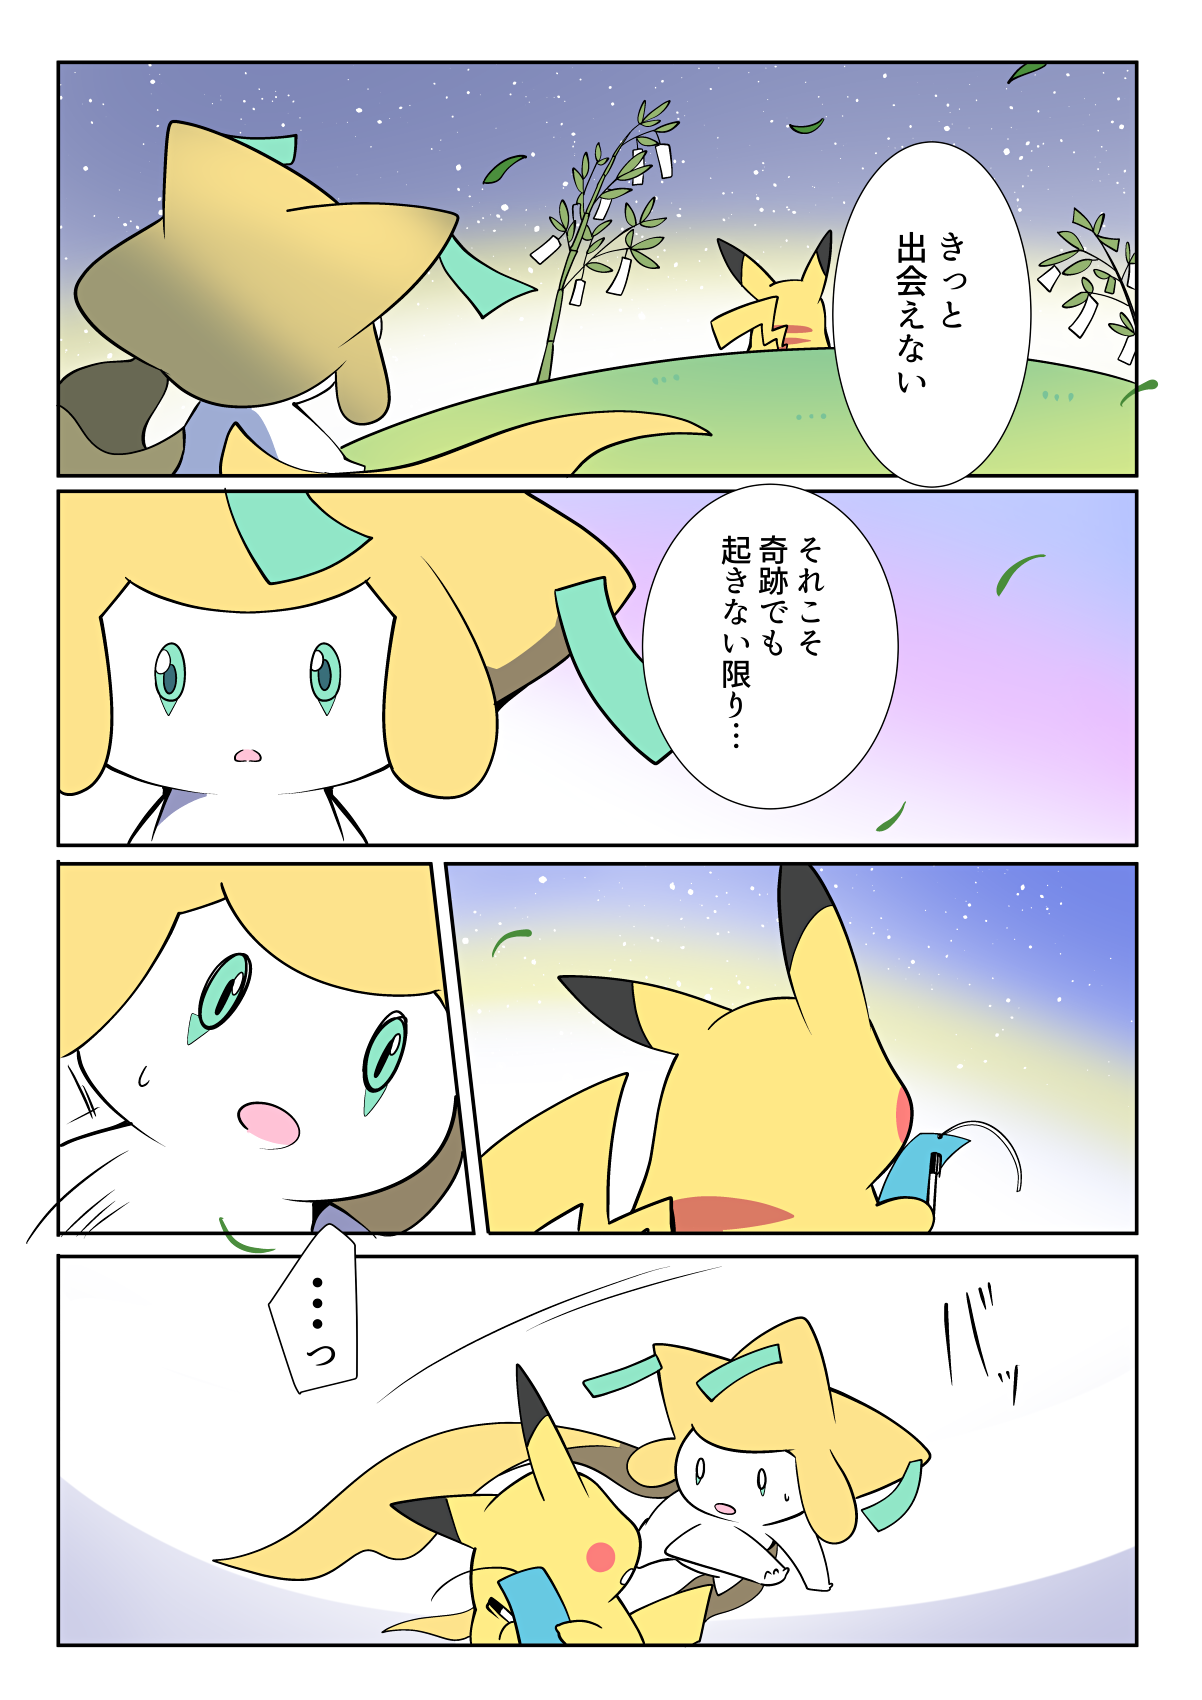 きっと
出会えない
それこそ
奇跡でも
起きない限り…
…っ
バッ